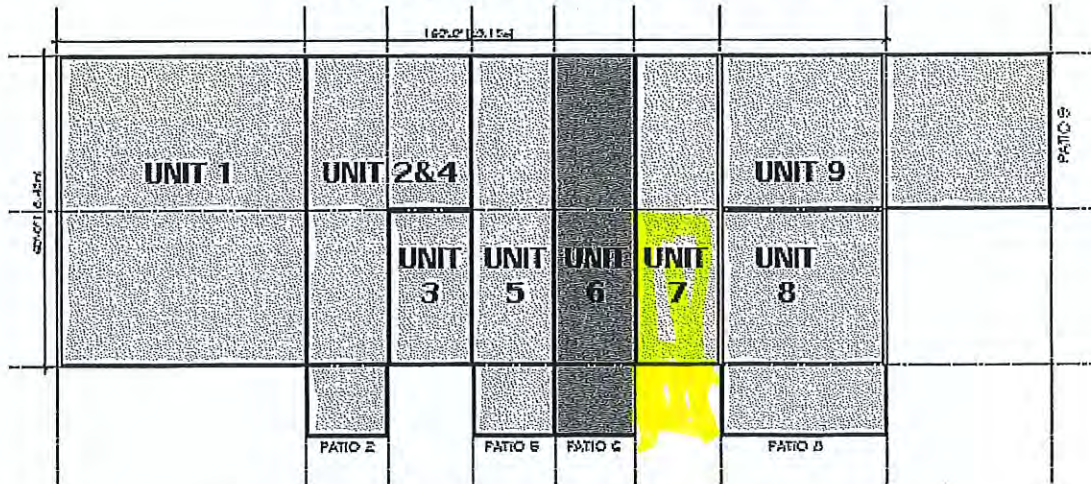 UNIT 1
UNIT 2&4
UNIT 9
PATIO 9
UNIT
3
UNIT
5
UNIT
6
UNIT
7
UNIT
8
PATIO 2
PATIO 5
PATIO 6
PATIO 8